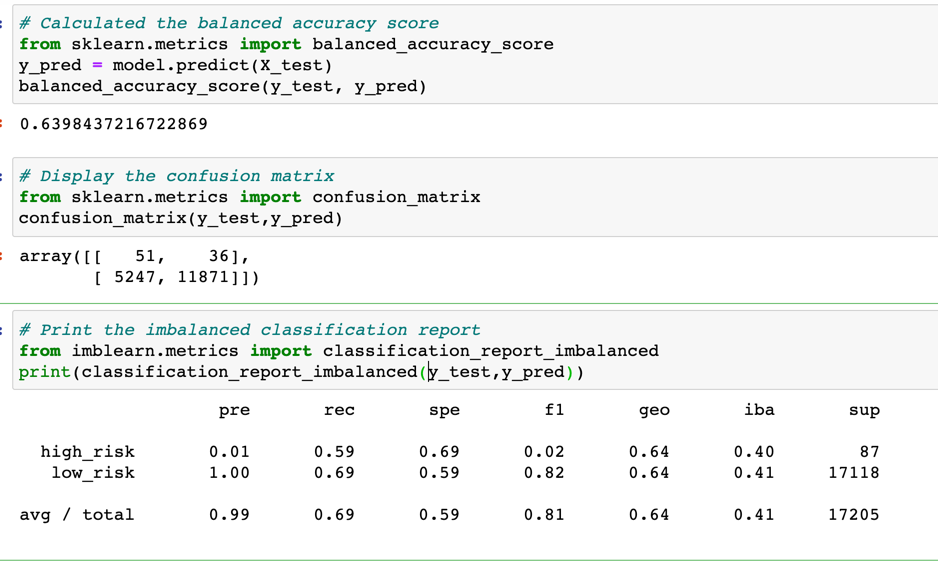 # Calculated the balanced accuracy score
from sklearn.metrics import balanced_accuracy_score
y_pred = model.predict(X_test)
balanced_accuracy_score(y_test, y_pred)
0.6398437216722869
# Display the confusion matrix
from sklearn.metrics import confusion_matrix
confusion_matrix(y_test,y_pred)
array([[   51,    36],
       [ 5247, 11871]])
# Print the imbalanced classification report
from imblearn.metrics import classification_report_imbalanced
print(classification_report_imbalanced(y_test,y_pred))
pre rec spe f1 geo iba sup
high_risk 0.01 0.59 0.69 0.02 0.64 0.40 87
low_risk 1.00 0.69 0.59 0.82 0.64 0.41 17118
avg / total 0.99 0.69 0.59 0.81 0.64 0.41 17205